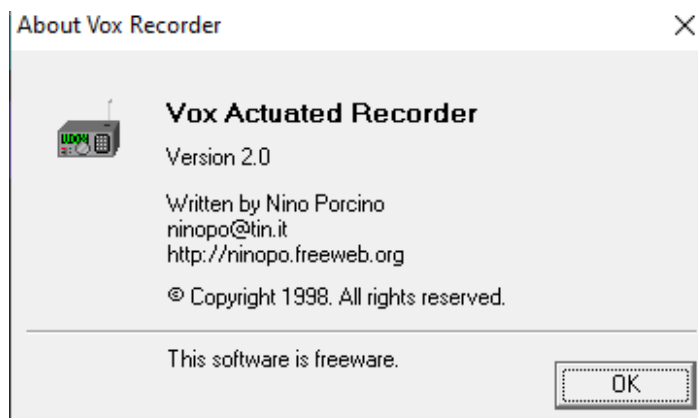 About Vox Recorder
Vox Actuated Recorder
Version 2.0
Written by Nino Porcino
ninopo@tin.it
http://ninopo.freeweb.org
© Copyright 1998. All rights reserved.
This software is freeware.
OK